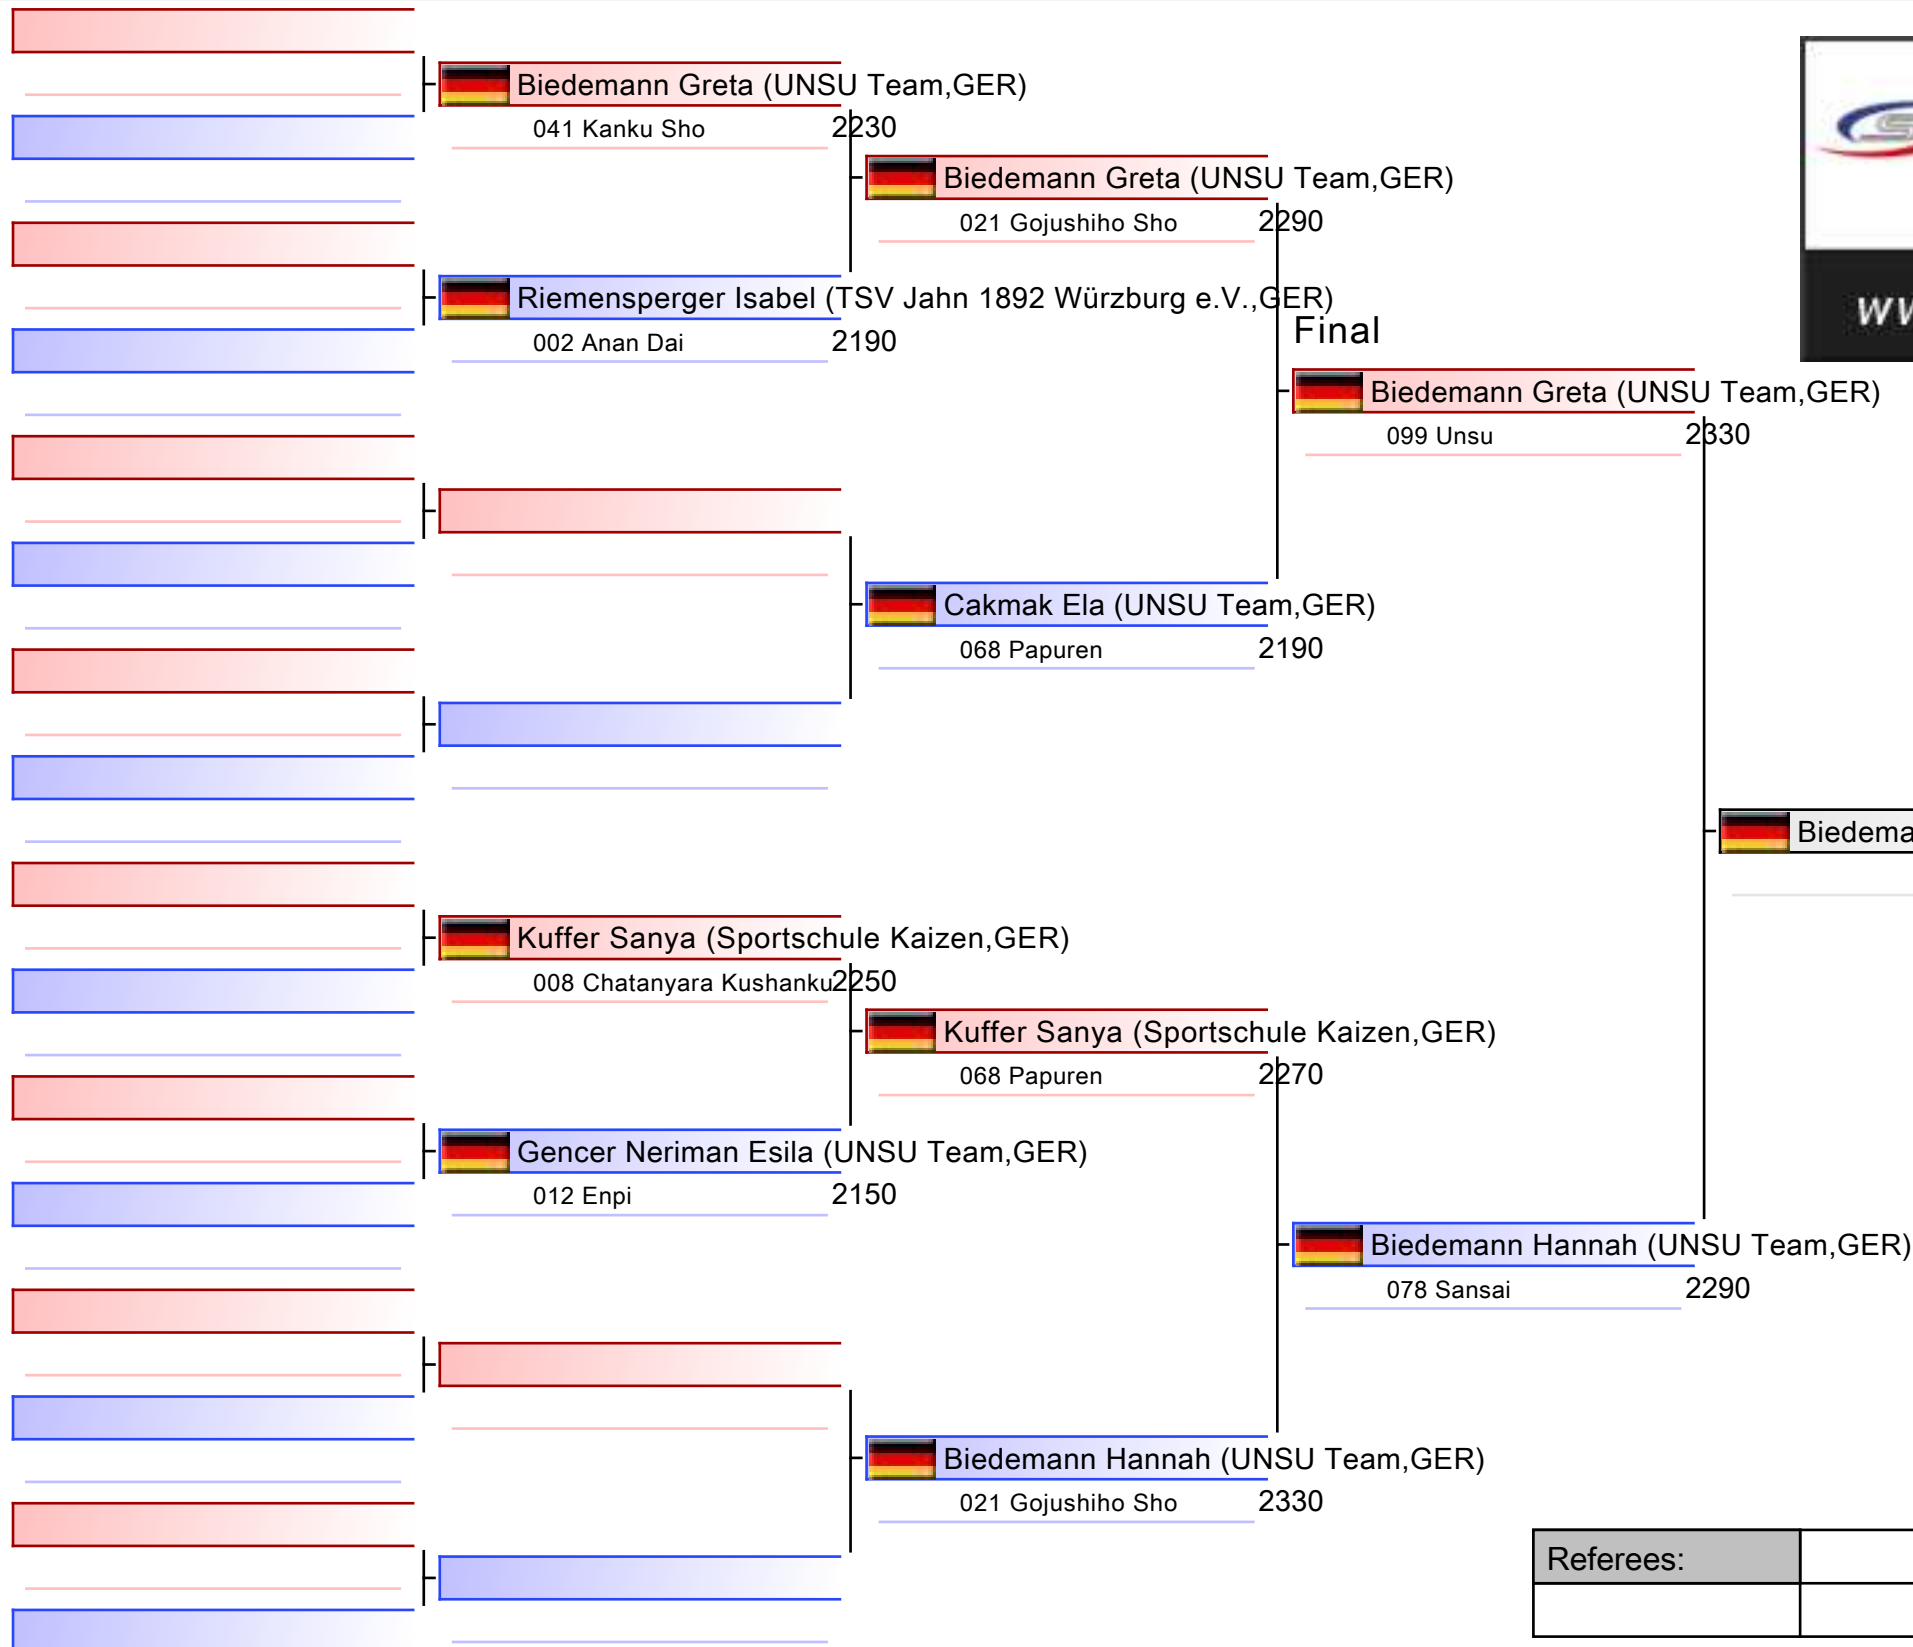 Biedemann Greta (UNSU Team,GER)
041 Kanku Sho 2230
Biedemann Greta (UNSU Team,GER)
021 Gojushiho Sho 2290
Riemensperger Isabel (TSV Jahn 1892 Würzburg e.V.,GER)
002 Anan Dai 2190
Final
Biedemann Greta (UNSU Team,GER)
099 Unsu 2330
Cakmak Ela (UNSU Team,GER)
068 Papuren 2190
Biedema
Kuffer Sanya (Sportschule Kaizen,GER)
008 Chatanyara Kushanku 2250
Kuffer Sanya (Sportschule Kaizen,GER)
068 Papuren 2270
Gencer Neriman Esila (UNSU Team,GER)
012 Enpi 2150
Biedemann Hannah (UNSU Team,GER)
078 Sansai 2290
Biedemann Hannah (UNSU Team,GER)
021 Gojushiho Sho 2330
Referees: